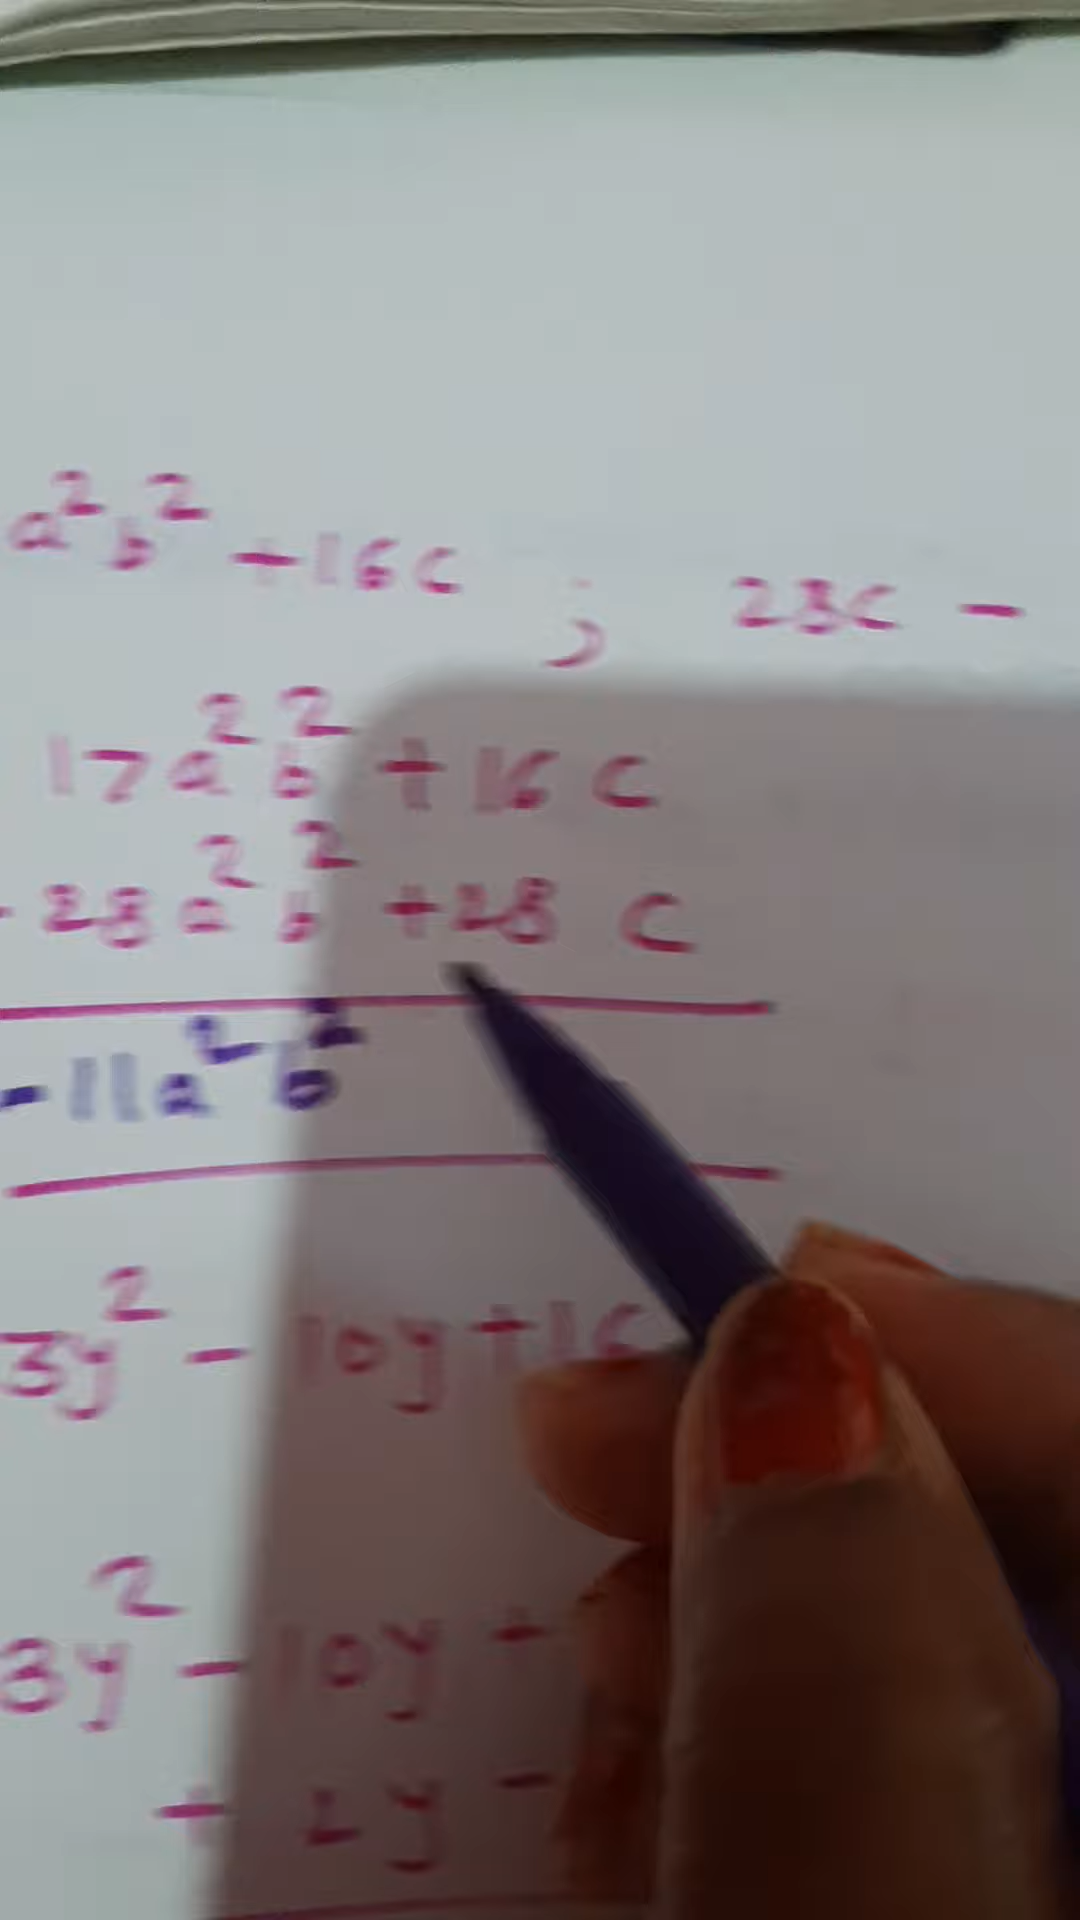 a²b² + 16c ; 28c -
17a²b² + 16c
- 28a²b² + 28c
- 11a²b²
3y² - 10y + 16
3y² - 10y +
+ 2y -